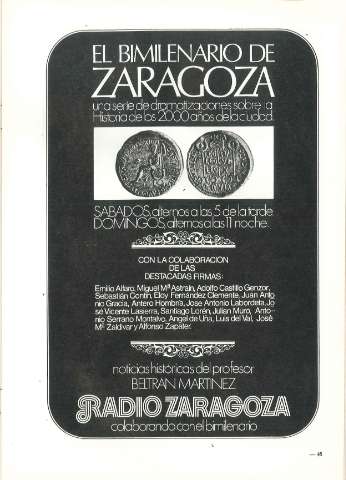 EL BIMILENARIO DE
ZARAGOZA
una serie de dramatizaciones sobre la
Historia de los 2000 años de la ciudad.
SABADOS, alternos a las 5 de la tarde
DOMINGOS, alternos a las 11 noche.
CON LA COLABORACION
DE LAS
DESTACADAS FIRMAS:
Emilio Alfaro, Miguel Mª Astrain, Adolfo Castillo Genzor,
Sebastián Contín, Eloy Fernández Clemente, Juan Anto
nio Gracia, Antero Hombría, José Antonio Labordeta, Jo
sé Vicente Lasierra, Santiago Lorén, Julián Muro, Anto-
nio Serrano Montalvo, Angel de Uña, Luis del Val, José
Mª Zaldívar y Alfonso Zapater.
noticias históricas del profesor
BELTRAN MARTINEZ
RADIO ZARAGOZA
colaborando con el bimilenario